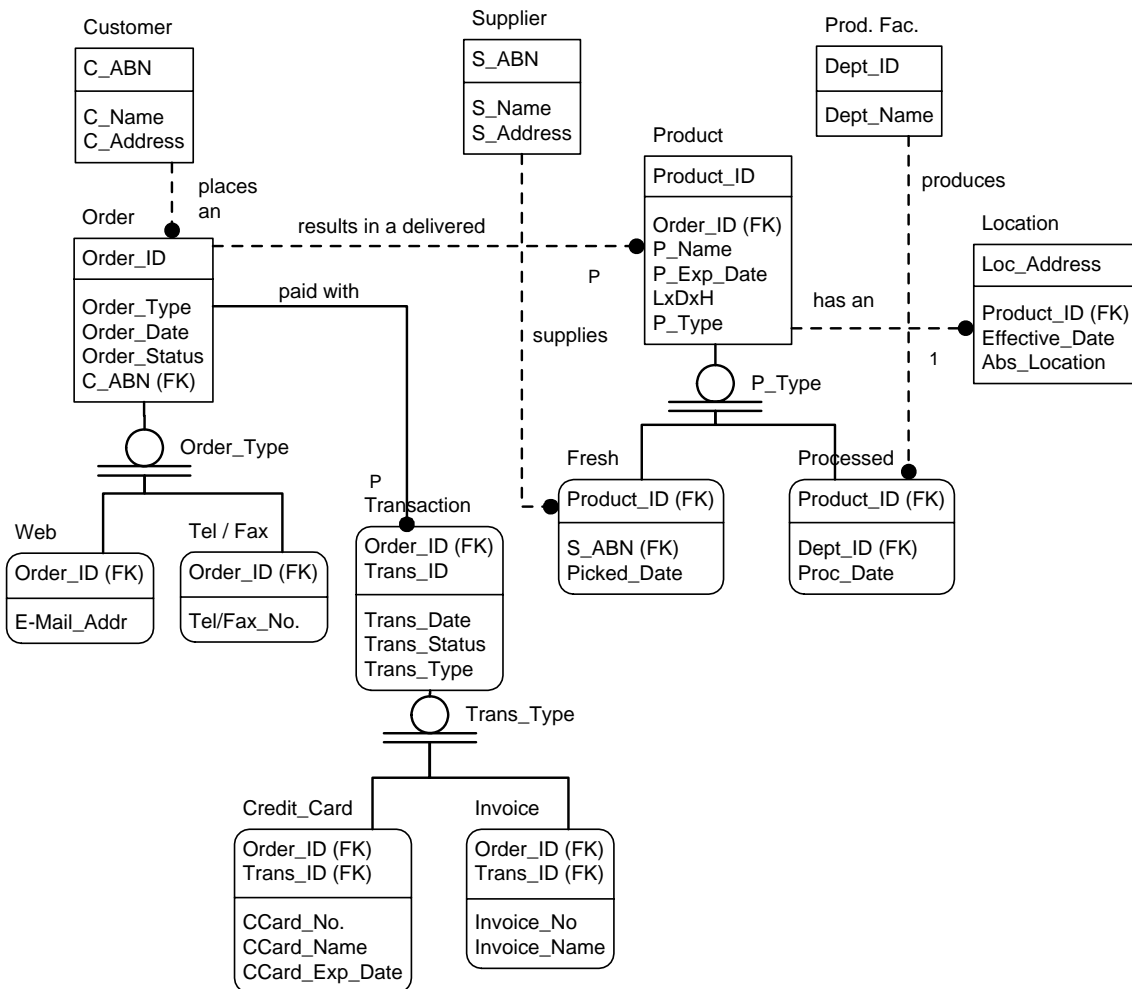 Customer
C_ABN
C_Name
C_Address
Supplier
S_ABN
S_Name
S_Address
Prod. Fac.
Dept_ID
Dept_Name
places
an
supplies
produces
Product
Product_ID
Order_ID (FK)
P_Name
P_Exp_Date
LxDxH
P_Type
Order
Order_ID
Order_Type
Order_Date
Order_Status
C_ABN (FK)
results in a delivered
P
paid with
has an
1
Location
Loc_Address
Product_ID (FK)
Effective_Date
Abs_Location
P_Type
Order_Type
Fresh
Product_ID (FK)
S_ABN (FK)
Picked_Date
Processed
Product_ID (FK)
Dept_ID (FK)
Proc_Date
Web
Order_ID (FK)
E-Mail_Addr
Tel / Fax
Order_ID (FK)
Tel/Fax_No.
P
Transaction
Order_ID (FK)
Trans_ID
Trans_Date
Trans_Status
Trans_Type
Trans_Type
Credit_Card
Order_ID (FK)
Trans_ID (FK)
CCard_No.
CCard_Name
CCard_Exp_Date
Invoice
Order_ID (FK)
Trans_ID (FK)
Invoice_No
Invoice_Name